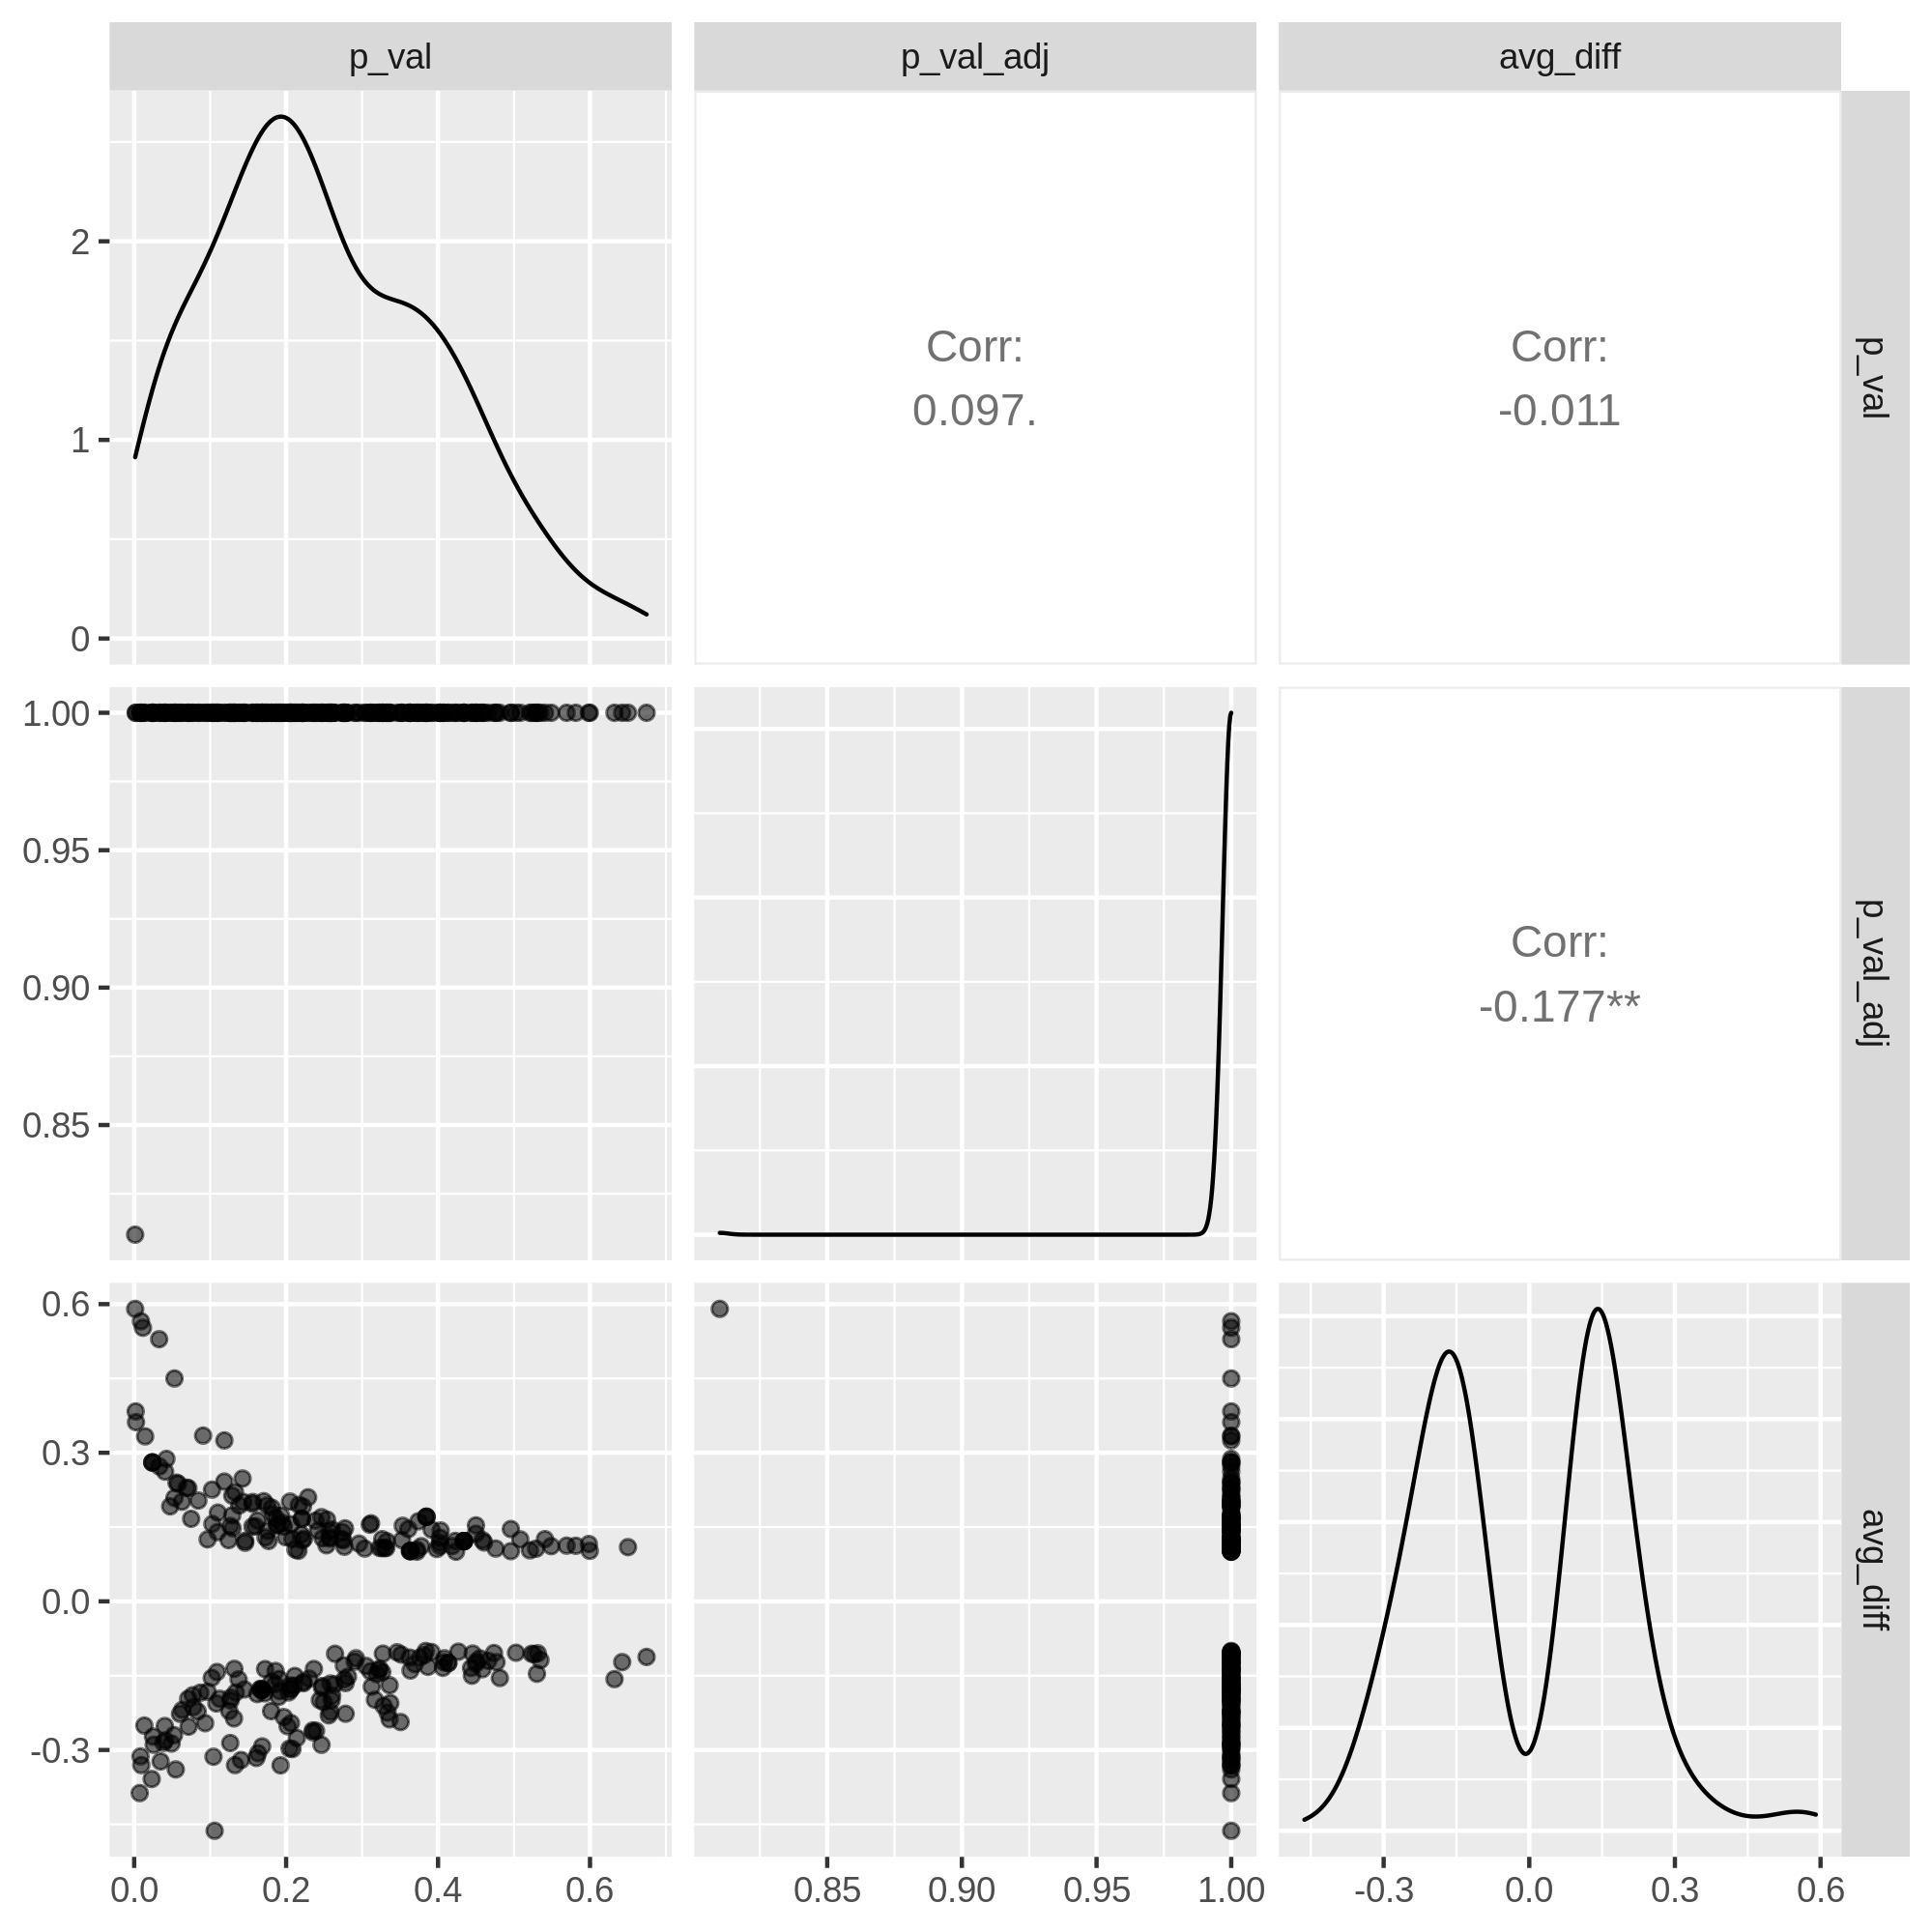 p_val
p_val_adj
avg_diff
2
1
0
Corr:
0.097.
Corr:
-0.011
p_val
1.00
0.95
0.90
0.85
Corr:
-0.177**
p_val_adj
0.6
0.3
0.0
-0.3
avg_diff
0.0 0.2 0.4 0.6
0.85 0.90 0.95 1.00
-0.3 0.0 0.3 0.6